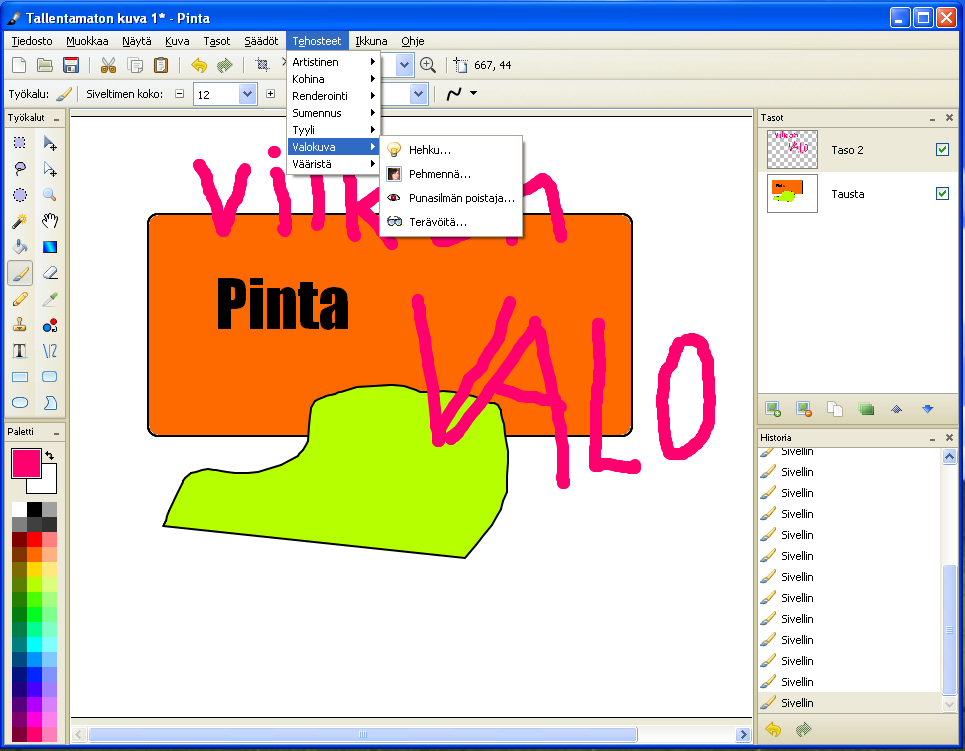 Tallentamaton kuva 1* - Pinta
Tiedosto Muokkaa Näytä Kuva Tasot Säädöt Tehosteet Ikkuna Ohje
667, 44
Työkalu: Siveltimen koko: 12
Työkalut
Artistinen
Kohina
Renderointi
Sumennus
Tyyli
Valokuva
Vääristä
Hehku...
Pehmennä...
Punasilmän poistaja...
Terävöitä...
Pinta
VALO
Paletti
Tasot
Taso 2
Tausta
Historia
Sivellin
Sivellin
Sivellin
Sivellin
Sivellin
Sivellin
Sivellin
Sivellin
Sivellin
Sivellin
Sivellin
Sivellin
Sivellin